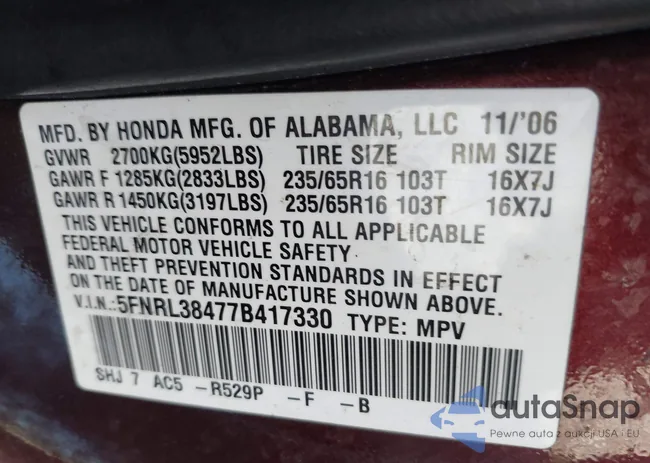 MFD. BY HONDA MFG. OF ALABAMA, LLC 11/'06
GVWR 2700KG(5952LBS) TIRE SIZE RIM SIZE
GAWR F 1285KG(2833LBS) 235/65R16 103T 16X7J
GAWR R 1450KG(3197LBS) 235/65R16 103T 16X7J
THIS VEHICLE CONFORMS TO ALL APPLICABLE
FEDERAL MOTOR VEHICLE SAFETY
AND THEFT PREVENTION STANDARDS IN EFFECT
ON THE DATE OF MANUFACTURE SHOWN ABOVE.
V.I.N.:5FNRL38477B417330 TYPE: MPV
SHJ 7 AC5 -R529P -F -B
autaSnap
Pewne auta z aukcji USA i EU